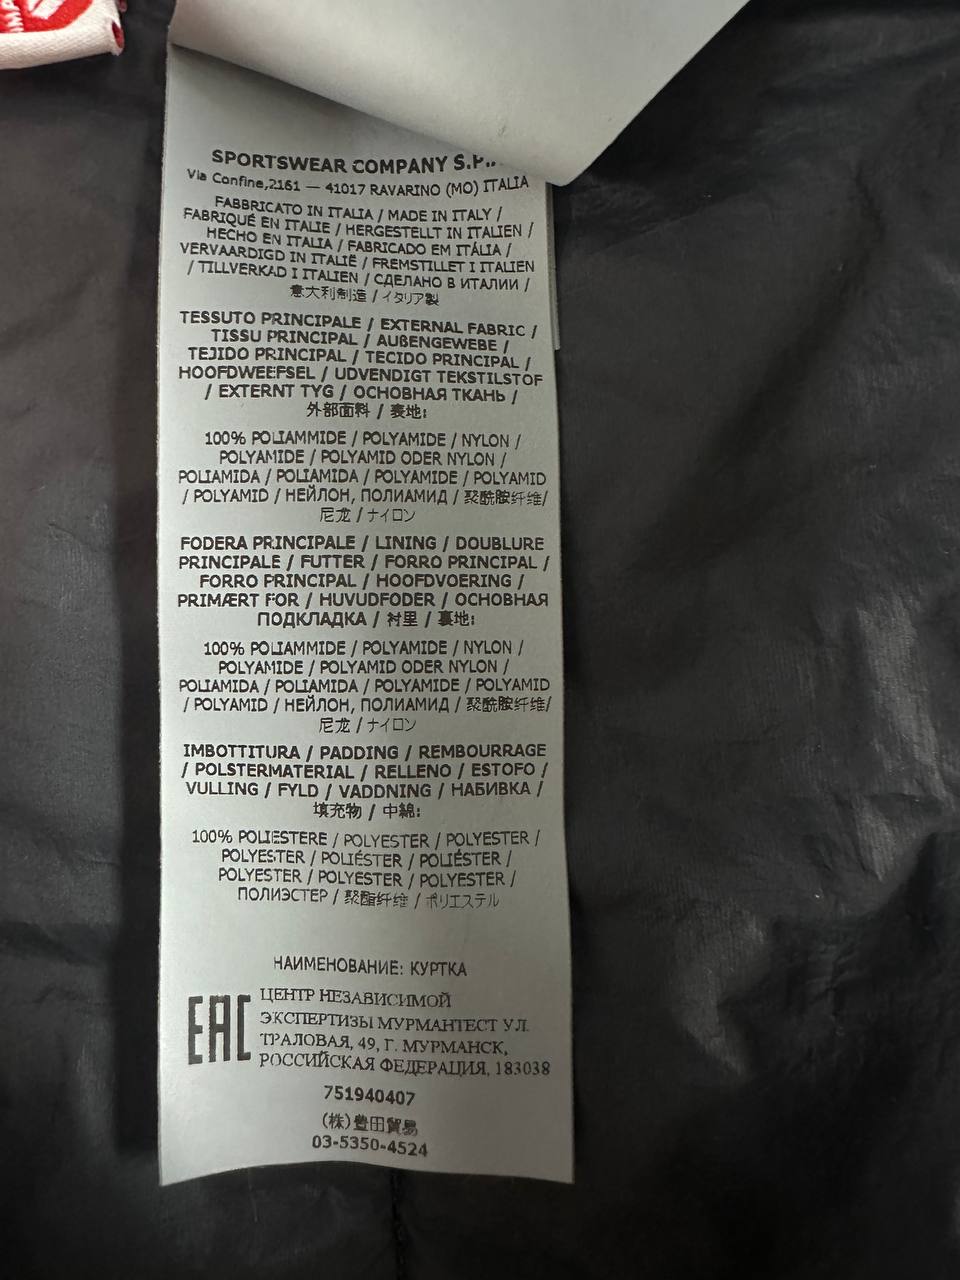 SPORTSWEAR COMPANY S.P.
Via Confine,2161 — 41017 RAVARINO (MO) ITALIA
FABBRICATO IN ITALIA / MADE IN ITALY /
FABRIQUÉ EN ITALIE / HERGESTELLT IN ITALIEN /
HECHO EN ITALIA / FABRICADO EM ITÁLIA /
VERVAARDIGD IN ITALIË / FREMSTILLET I ITALIEN
/ TILLVERKAD I ITALIEN / СДЕЛАНО В ИТАЛИИ /
意大利制造 / イタリア製
TESSUTO PRINCIPALE / EXTERNAL FABRIC /
TISSU PRINCIPAL / AUßENGEWEBE /
TEJIDO PRINCIPAL / TECIDO PRINCIPAL /
HOOFDWEEFSEL / UDVENDIGT TEKSTILSTOF
/ EXTERNT TYG / ОСНОВНАЯ ТКАНЬ /
外部面料 / 表地:
100% POLIAMMIDE / POLYAMIDE / NYLON /
POLYAMIDE / POLYAMID ODER NYLON /
POLIAMIDA / POLIAMIDA / POLYAMIDE / POLYAMID
/ POLYAMID / НЕЙЛОН, ПОЛИАМИД / 聚酰胺纤维/
尼龙 / ナイロン
FODERA PRINCIPALE / LINING / DOUBLURE
PRINCIPALE / FUTTER / FORRO PRINCIPAL /
FORRO PRINCIPAL / HOOFDVOERING /
PRIMÆRT FOR / HUVUDFODER / ОСНОВНАЯ
ПОДКЛАДКА / 衬里 / 裏地:
100% POLIAMMIDE / POLYAMIDE / NYLON /
POLYAMIDE / POLYAMID ODER NYLON /
POLIAMIDA / POLIAMIDA / POLYAMIDE / POLYAMID
/ POLYAMID / НЕЙЛОН, ПОЛИАМИД / 聚酰胺纤维/
尼龙 / ナイロン
IMBOTTITURA / PADDING / REMBOURRAGE
/ POLSTERMATERIAL / RELLENO / ESTOFO /
VULLING / FYLD / VADDNING / НАБИВКА /
填充物 / 中綿:
100% POLIESTERE / POLYESTER / POLYESTER /
POLYESTER / POLIÉSTER / POLIÉSTER /
POLYESTER / POLYESTER / POLYESTER /
ПОЛИЭСТЕР / 聚酯纤维 / ポリエステル
НАИМЕНОВАНИЕ: КУРТКА
EAC
ЦЕНТР НЕЗАВИСИМОЙ
ЭКСПЕРТИЗЫ МУРМАНТЕСТ УЛ.
ТРАЛОВАЯ, 49, Г. МУРМАНСК,
РОССИЙСКАЯ ФЕДЕРАЦИЯ, 183038
751940407
(株)豊田貿易
03-5350-4524